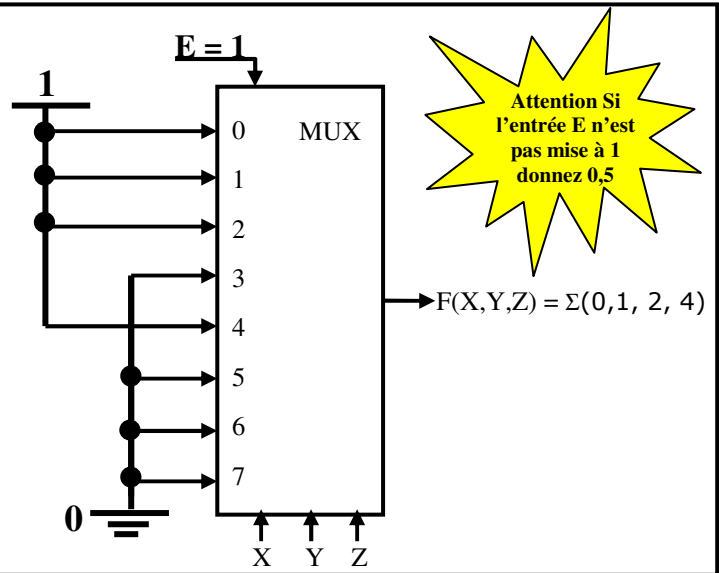 E = 1
1
Attention Si
l'entrée E n'est
pas mise à 1
donnez 0,5
0 MUX
1
2
3
F(X,Y,Z) = Σ(0,1, 2, 4)
4
5
6
7
0
X Y Z